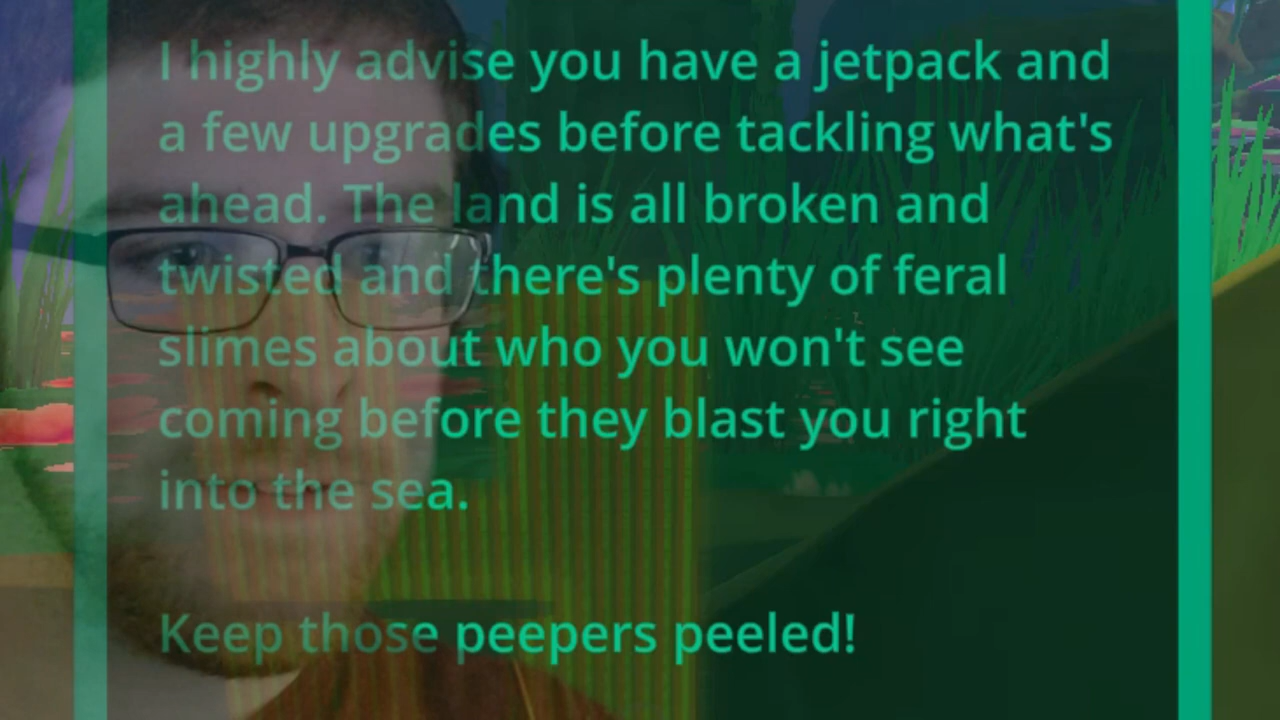 I highly advise you have a jetpack and
a few upgrades before tackling what's
ahead. The land is all broken and
twisted and there's plenty of feral
slimes about who you won't see
coming before they blast you right
into the sea.
Keep those peepers peeled!